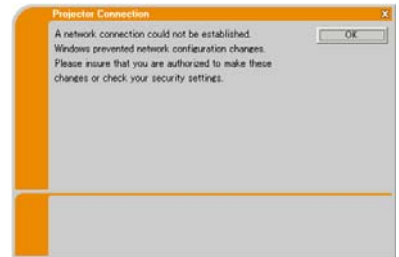 Projector Connection
X
A network connection could not be established.
OK
Windows prevented network configuration changes.
Please insure that you are authorized to make these
changes or check your security settings.